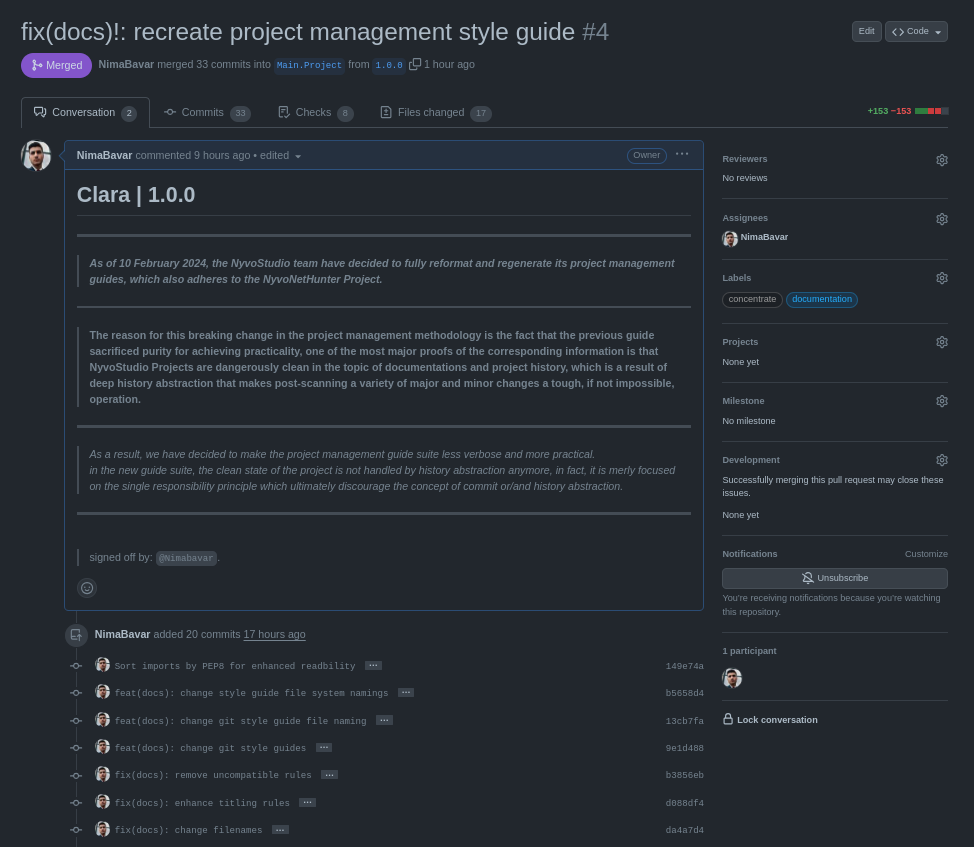 fix(docs)!: recreate project management style guide #4
Edit
Code
Merged
NimaBavar merged 33 commits into Main.Project from 1.0.0 1 hour ago
Conversation 2
Commits 33
Checks 8
Files changed 17
+153 −153
NimaBavar commented 9 hours ago • edited
Owner
Clara | 1.0.0
As of 10 February 2024, the NyvoStudio team have decided to fully reformat and regenerate its project management
guides, which also adheres to the NyvoNetHunter Project.
The reason for this breaking change in the project management methodology is the fact that the previous guide
sacrificed purity for achieving practicality, one of the most major proofs of the corresponding information is that
NyvoStudio Projects are dangerously clean in the topic of documentations and project history, which is a result of
deep history abstraction that makes post-scanning a variety of major and minor changes a tough, if not impossible,
operation.
As a result, we have decided to make the project management guide suite less verbose and more practical.
in the new guide suite, the clean state of the project is not handled by history abstraction anymore, in fact, it is merly focused
on the single responsibility principle which ultimately discourage the concept of commit or/and history abstraction.
signed off by: @Nimabavar.
NimaBavar added 20 commits 17 hours ago
Sort imports by PEP8 for enhanced readbility ... 149e74a
feat(docs): change style guide file system namings ... b5658d4
feat(docs): change git style guide file naming ... 13cb7fa
feat(docs): change git style guides ... 9e1d488
fix(docs): remove uncompatible rules ... b3856eb
fix(docs): enhance titling rules ... d088df4
fix(docs): change filenames ... da4a7d4
Reviewers
No reviews
Assignees
NimaBavar
Labels
concentrate documentation
Projects
None yet
Milestone
No milestone
Development
Successfully merging this pull request may close these
issues.
None yet
Notifications
Customize
Unsubscribe
You're receiving notifications because you're watching
this repository.
1 participant
Lock conversation